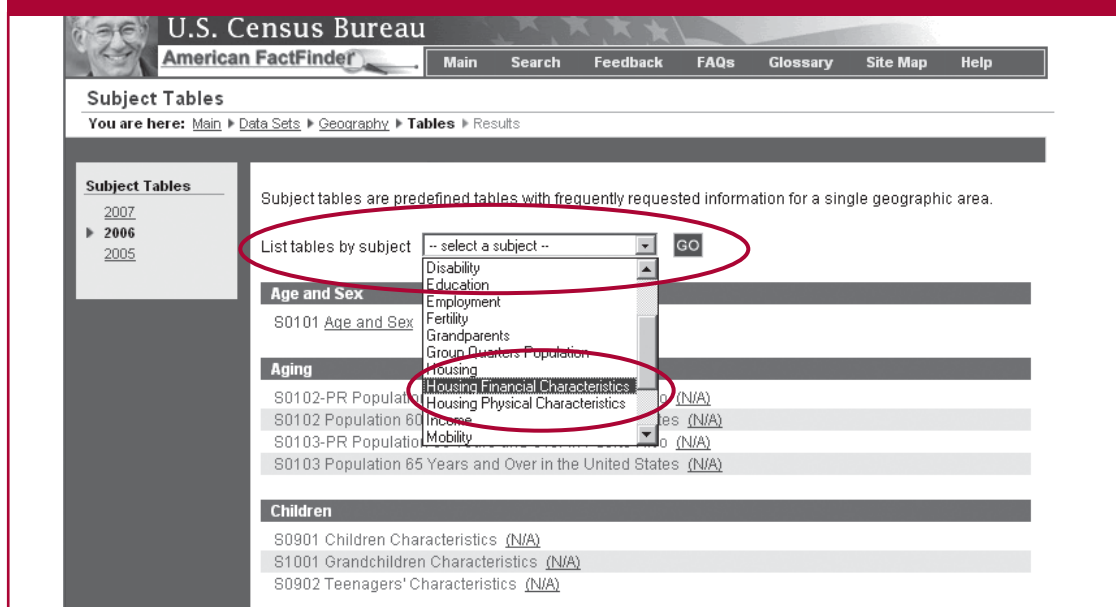 U.S. Census Bureau
American FactFinder
Main Search Feedback FAQs Glossary Site Map Help
Subject Tables
You are here: Main ▶ Data Sets ▶ Geography ▶ Tables ▶ Results
Subject Tables
2007
▶ 2006
2005
Subject tables are predefined tables with frequently requested information for a single geographic area.
List tables by subject -- select a subject -- GO
Disability
Education
Employment
Fertility
Grandparents
Group Quarters Population
Housing
Housing Financial Characteristics
Housing Physical Characteristics
Income
Mobility
Age and Sex
S0101 Age and Sex
Aging
S0102-PR Population (N/A)
S0102 Population 60 (N/A)
S0103-PR Population (N/A)
S0103 Population 65 Years and Over in the United States (N/A)
Children
S0901 Children Characteristics (N/A)
S1001 Grandchildren Characteristics (N/A)
S0902 Teenagers' Characteristics (N/A)